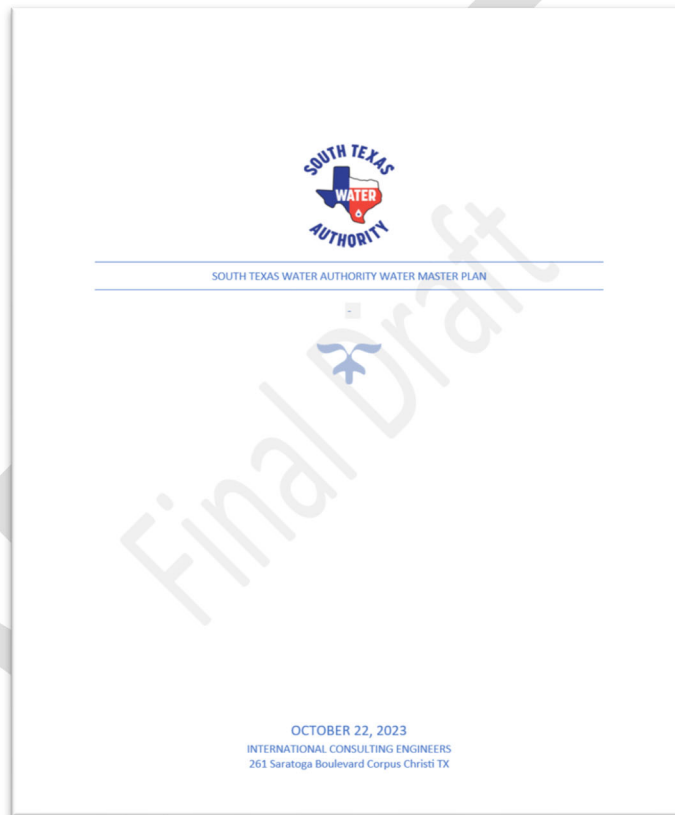 SOUTH TEXAS
WATER
AUTHORITY
SOUTH TEXAS WATER AUTHORITY WATER MASTER PLAN
-
Final Draft
OCTOBER 22, 2023
INTERNATIONAL CONSULTING ENGINEERS
261 Saratoga Boulevard Corpus Christi TX